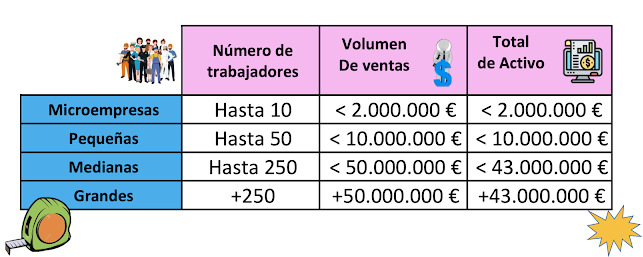 Número de
trabajadores
Volumen
De ventas
Total
de Activo
Microempresas Hasta 10 < 2.000.000 € < 2.000.000 €
Pequeñas Hasta 50 < 10.000.000 € < 10.000.000 €
Medianas Hasta 250 < 50.000.000 € < 43.000.000 €
Grandes +250 +50.000.000 € +43.000.000 €